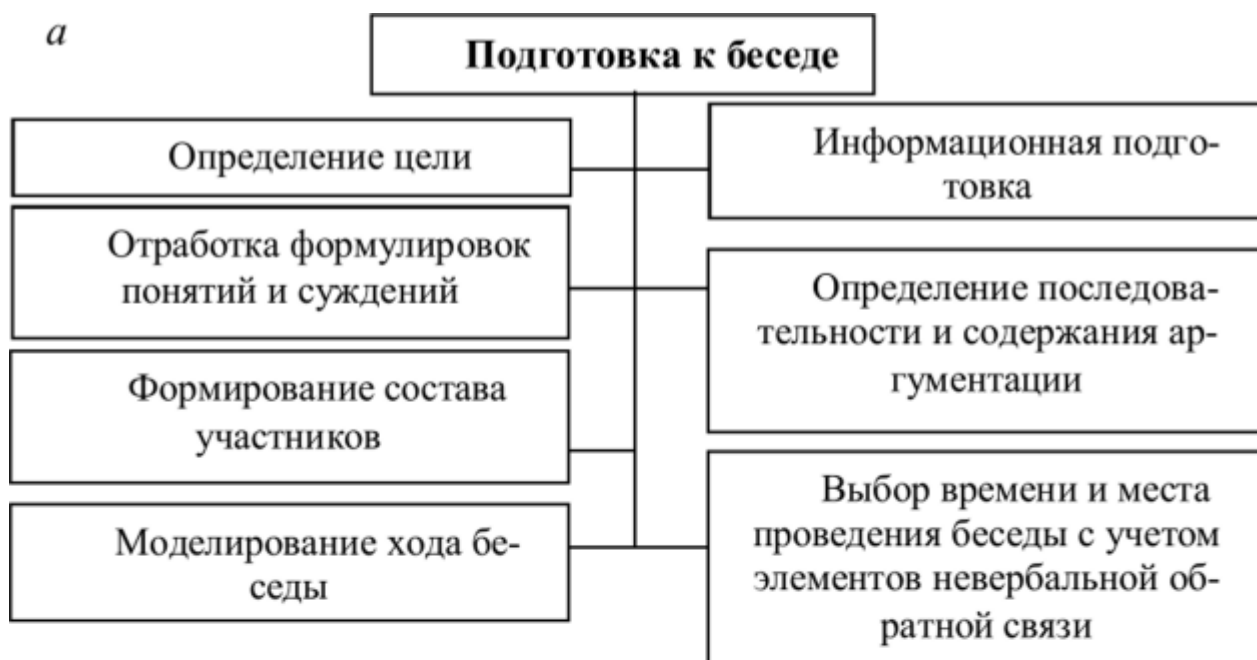 а
Подготовка к беседе
Определение цели
Отработка формулировок
понятий и суждений
Формирование состава
участников
Моделирование хода бе-
седы
Информационная подго-
товка
Определение последова-
тельности и содержания ар-
гументации
Выбор времени и места
проведения беседы с учетом
элементов невербальной об-
ратной связи